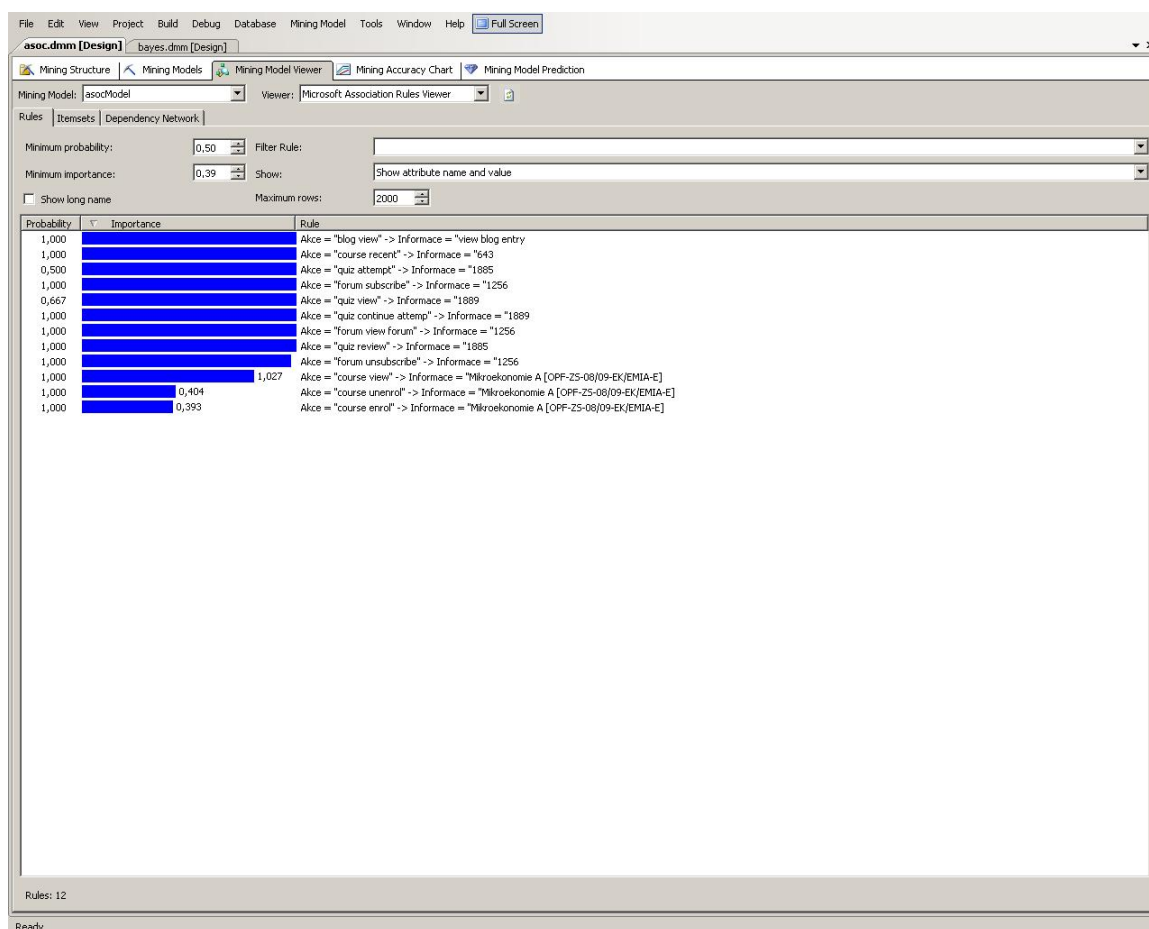 File Edit View Project Build Debug Database Mining Model Tools Window Help Full Screen
asoc.dmm [Design] bayes.dmm [Design]
Mining Structure Mining Models Mining Model Viewer Mining Accuracy Chart Mining Model Prediction
Mining Model: asocModel Viewer: Microsoft Association Rules Viewer
Rules Itemsets Dependency Network
Minimum probability: 0,50 Filter Rule:
Minimum importance: 0,39 Show: Show attribute name and value
Show long name Maximum rows: 2000
Probability Importance Rule
1,000 Akce = "blog view" -> Informace = "view blog entry
1,000 Akce = "course recent" -> Informace = "643
0,500 Akce = "quiz attempt" -> Informace = "1885
1,000 Akce = "forum subscribe" -> Informace = "1256
0,667 Akce = "quiz view" -> Informace = "1889
1,000 Akce = "quiz continue attemp" -> Informace = "1889
1,000 Akce = "forum view forum" -> Informace = "1256
1,000 Akce = "quiz review" -> Informace = "1885
1,000 Akce = "forum unsubscribe" -> Informace = "1256
1,000 1,027 Akce = "course view" -> Informace = "Mikroekonomie A [OPF-ZS-08/09-EK/EMIA-E]
1,000 0,404 Akce = "course unenrol" -> Informace = "Mikroekonomie A [OPF-ZS-08/09-EK/EMIA-E]
1,000 0,393 Akce = "course enrol" -> Informace = "Mikroekonomie A [OPF-ZS-08/09-EK/EMIA-E]
Rules: 12
Ready